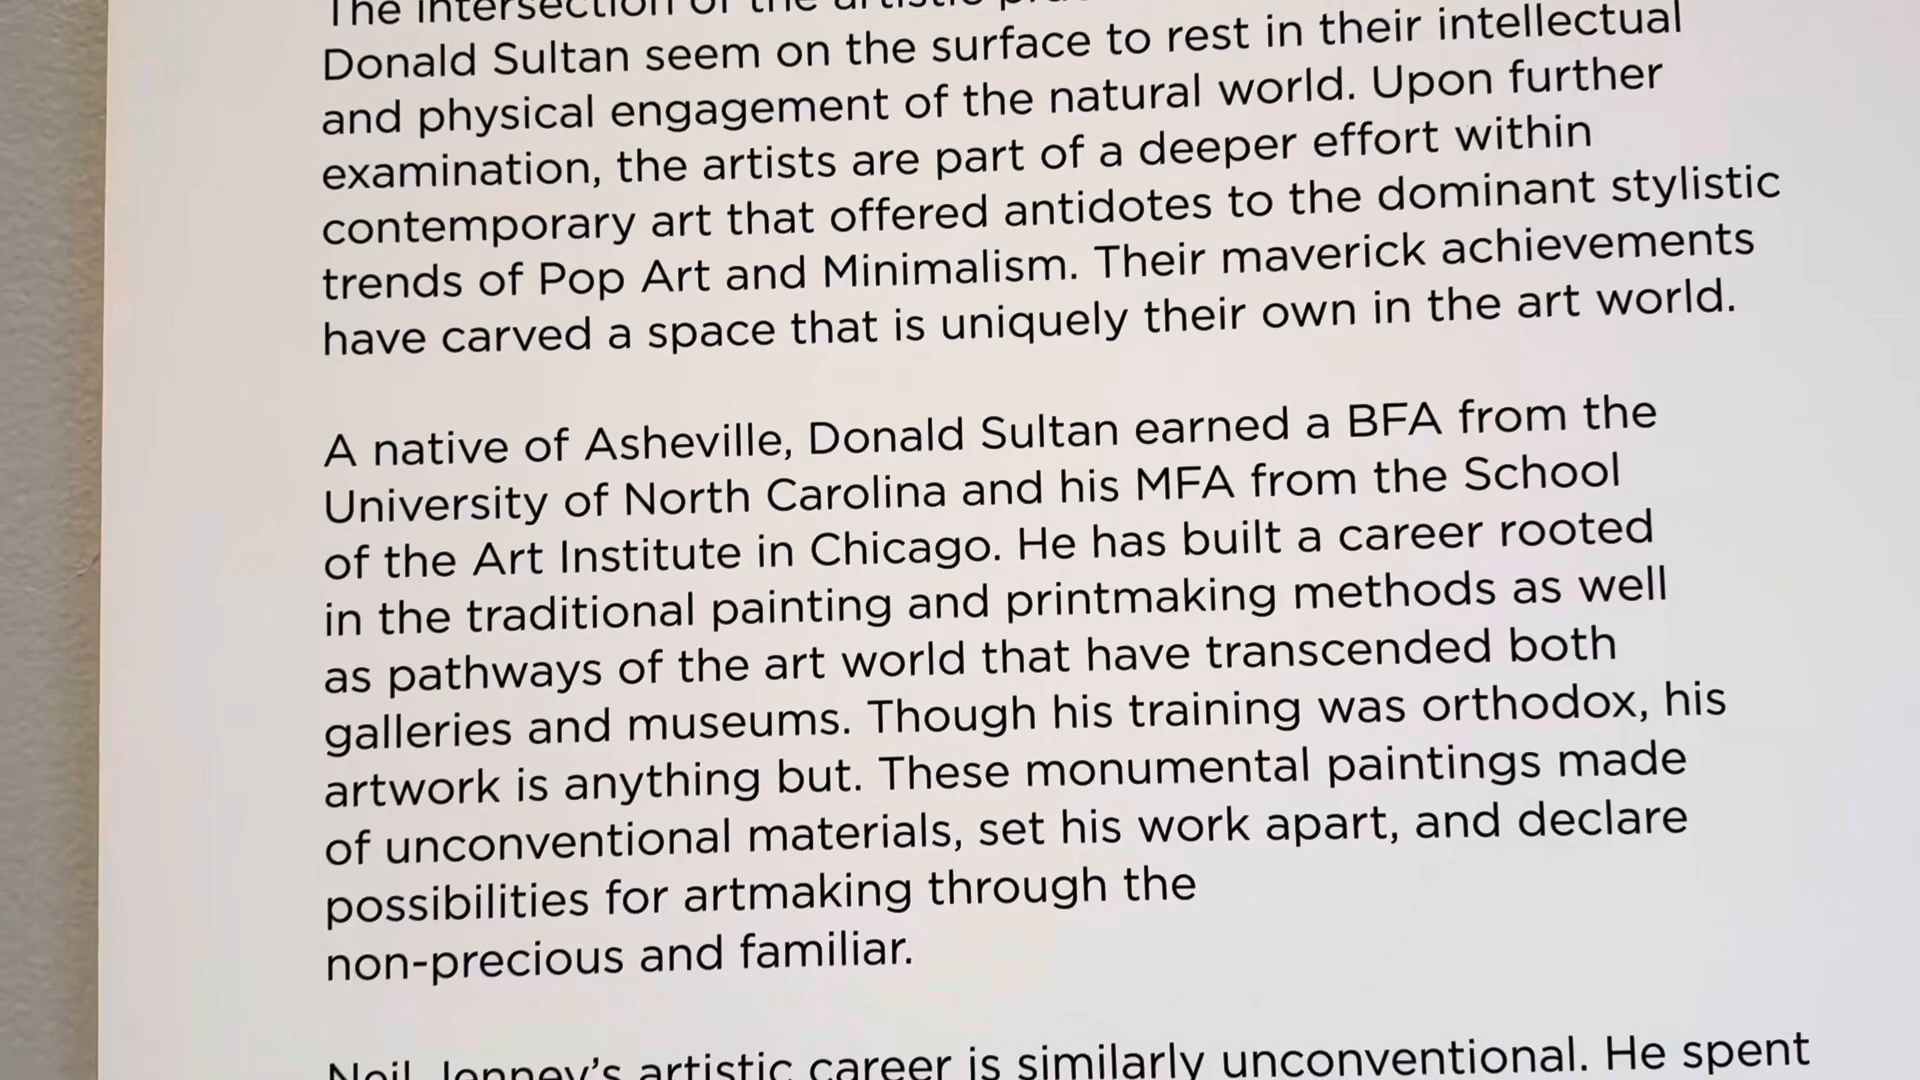 The intersection of the artistic
Donald Sultan seem on the surface to rest in their intellectual
and physical engagement of the natural world. Upon further
examination, the artists are part of a deeper effort within
contemporary art that offered antidotes to the dominant stylistic
trends of Pop Art and Minimalism. Their maverick achievements
have carved a space that is uniquely their own in the art world.
A native of Asheville, Donald Sultan earned a BFA from the
University of North Carolina and his MFA from the School
of the Art Institute in Chicago. He has built a career rooted
in the traditional painting and printmaking methods as well
as pathways of the art world that have transcended both
galleries and museums. Though his training was orthodox, his
artwork is anything but. These monumental paintings made
of unconventional materials, set his work apart, and declare
possibilities for artmaking through the
non-precious and familiar.
Neil Jenney's artistic career is similarly unconventional. He spent